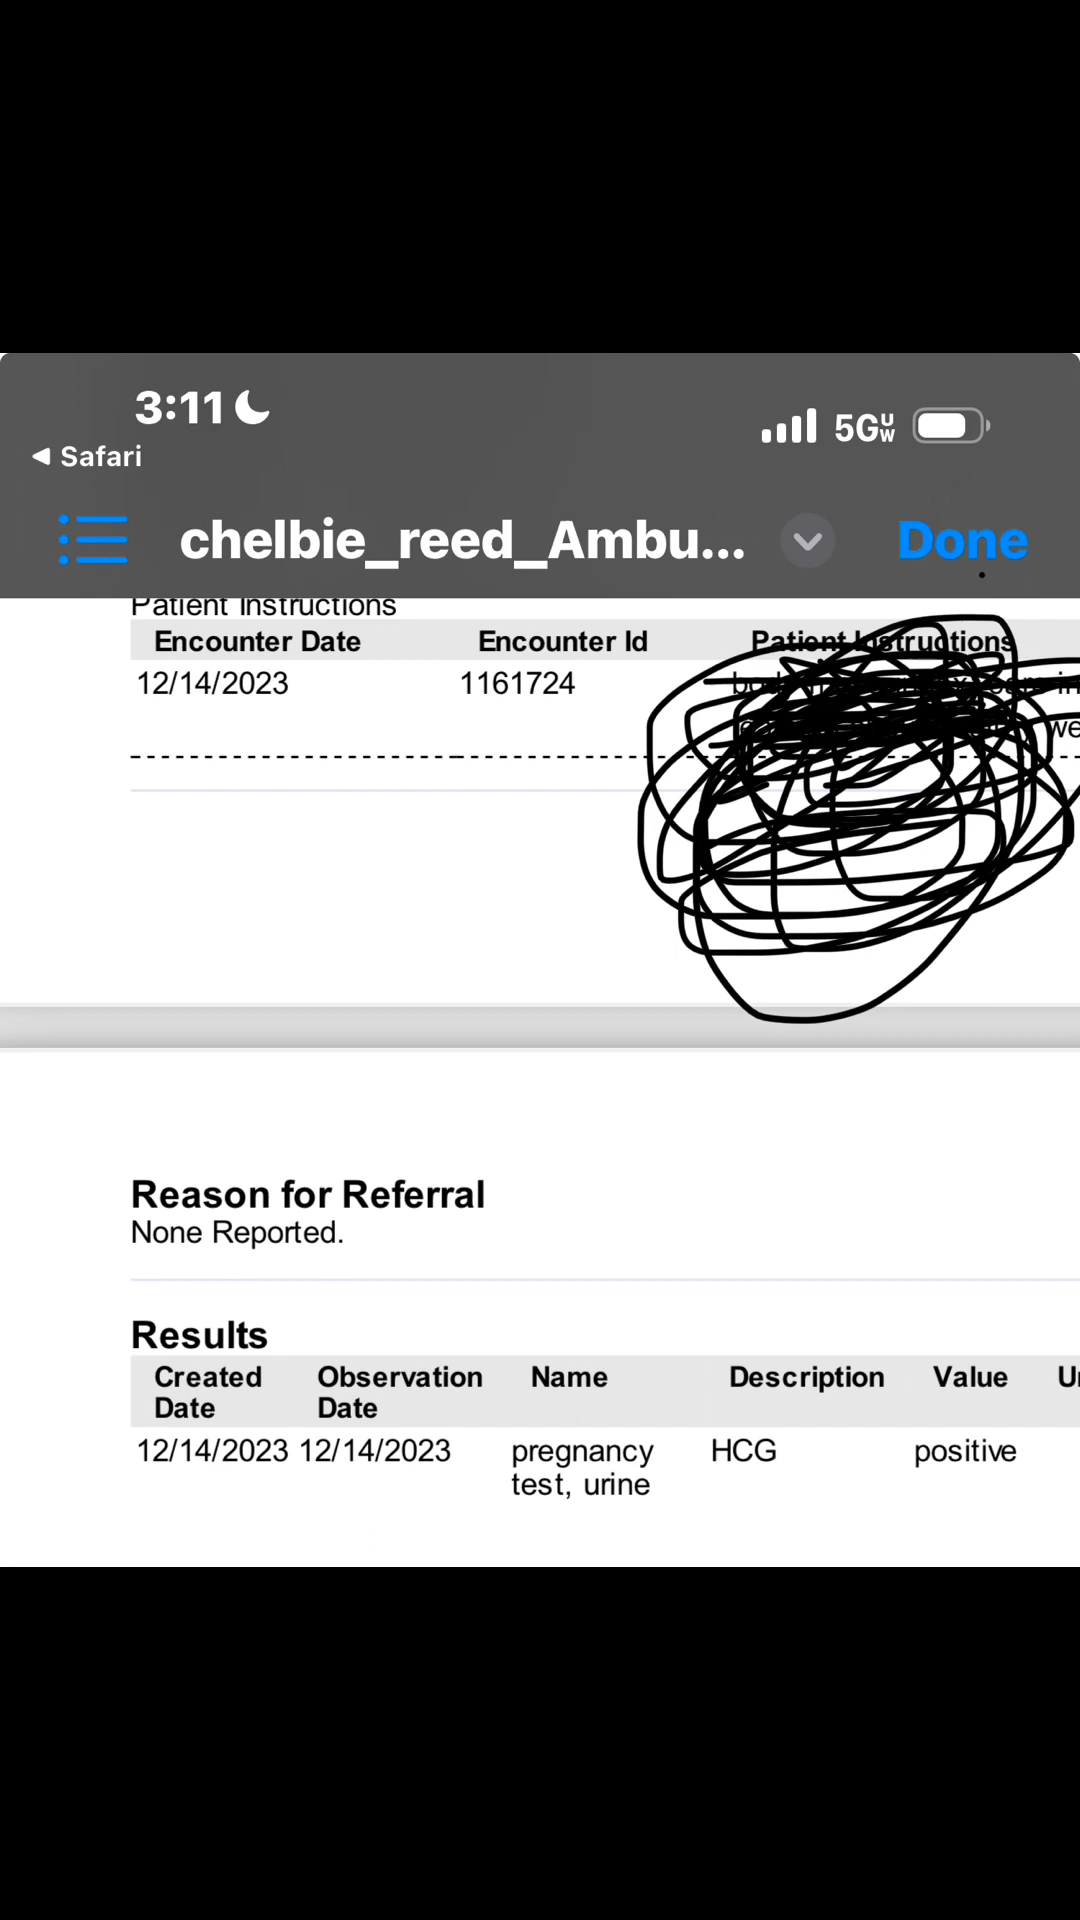 3:11
5G UW
◀ Safari
chelbie_reed_Ambu... Done
Patient Instructions
Encounter Date Encounter Id Patient Instructions
12/14/2023 1161724
Reason for Referral
None Reported.
Results
Created Date Observation Date Name Description Value
12/14/2023 12/14/2023 pregnancy test, urine HCG positive